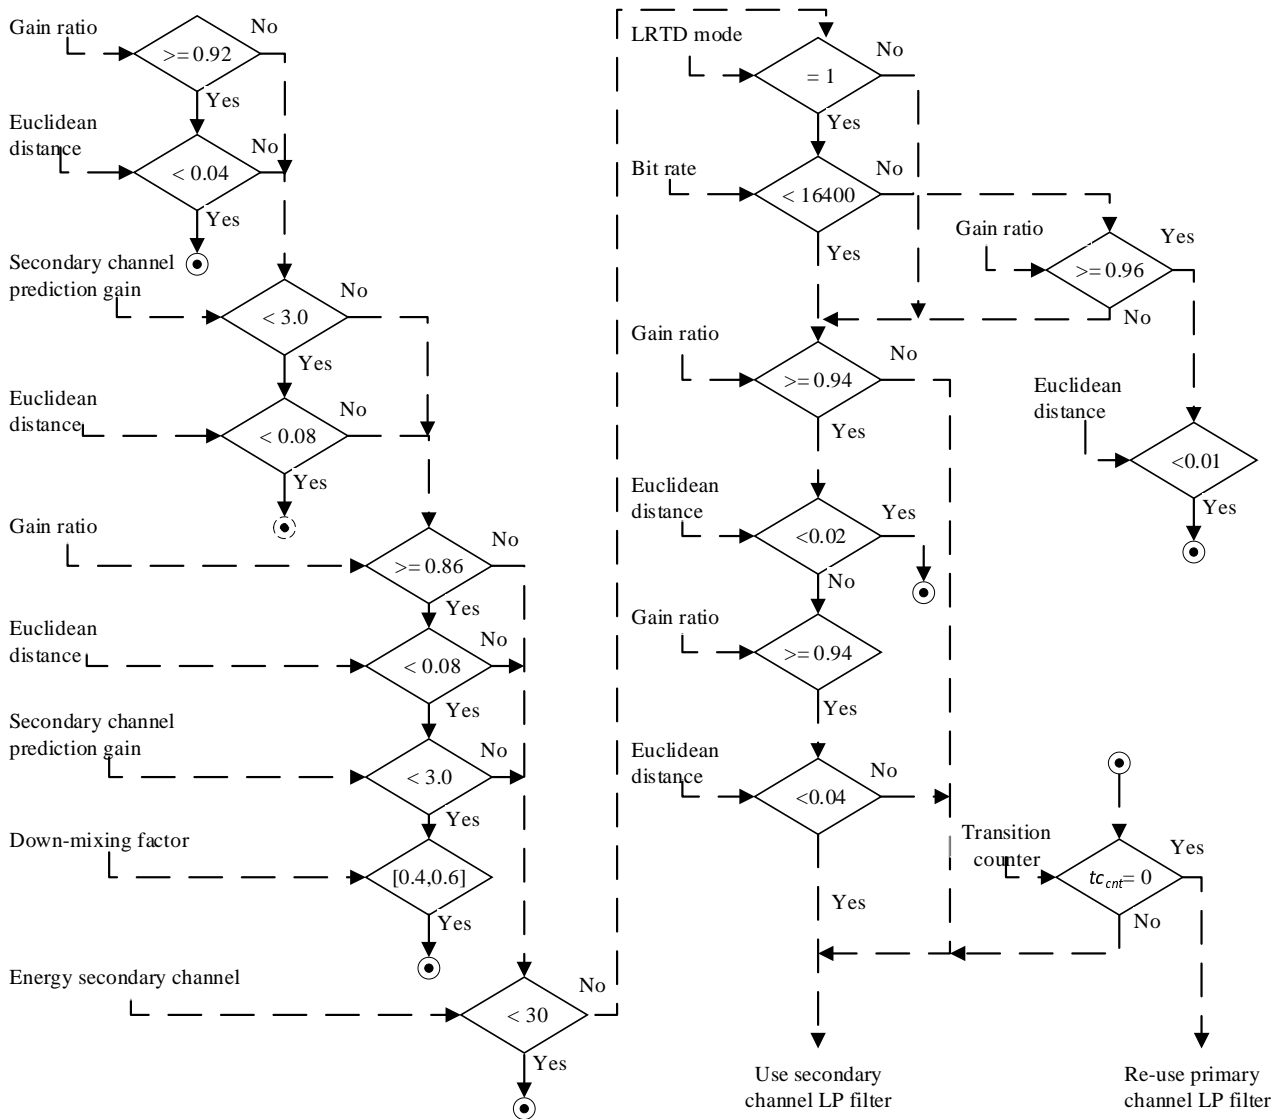 Gain ratio
>= 0.92
No
Yes
Euclidean
distance
< 0.04
No
Yes
Secondary channel
prediction gain
< 3.0
No
Yes
Euclidean
distance
< 0.08
No
Yes
Gain ratio
>= 0.86
No
Yes
Euclidean
distance
< 0.08
No
Yes
Secondary channel
prediction gain
< 3.0
No
Yes
Down-mixing factor
[0.4,0.6]
Yes
Energy secondary channel
< 30
No
Yes
LRTD mode
= 1
No
Yes
Bit rate
< 16400
No
Yes
Gain ratio
>= 0.96
Yes
No
Euclidean
distance
<0.01
Yes
Gain ratio
>= 0.94
No
Yes
Euclidean
distance
<0.02
Yes
No
Gain ratio
>= 0.94
Yes
Euclidean
distance
<0.04
No
Yes
Transition
counter
tccnt= 0
Yes
No
Use secondary
channel LP filter
Re-use primary
channel LP filter